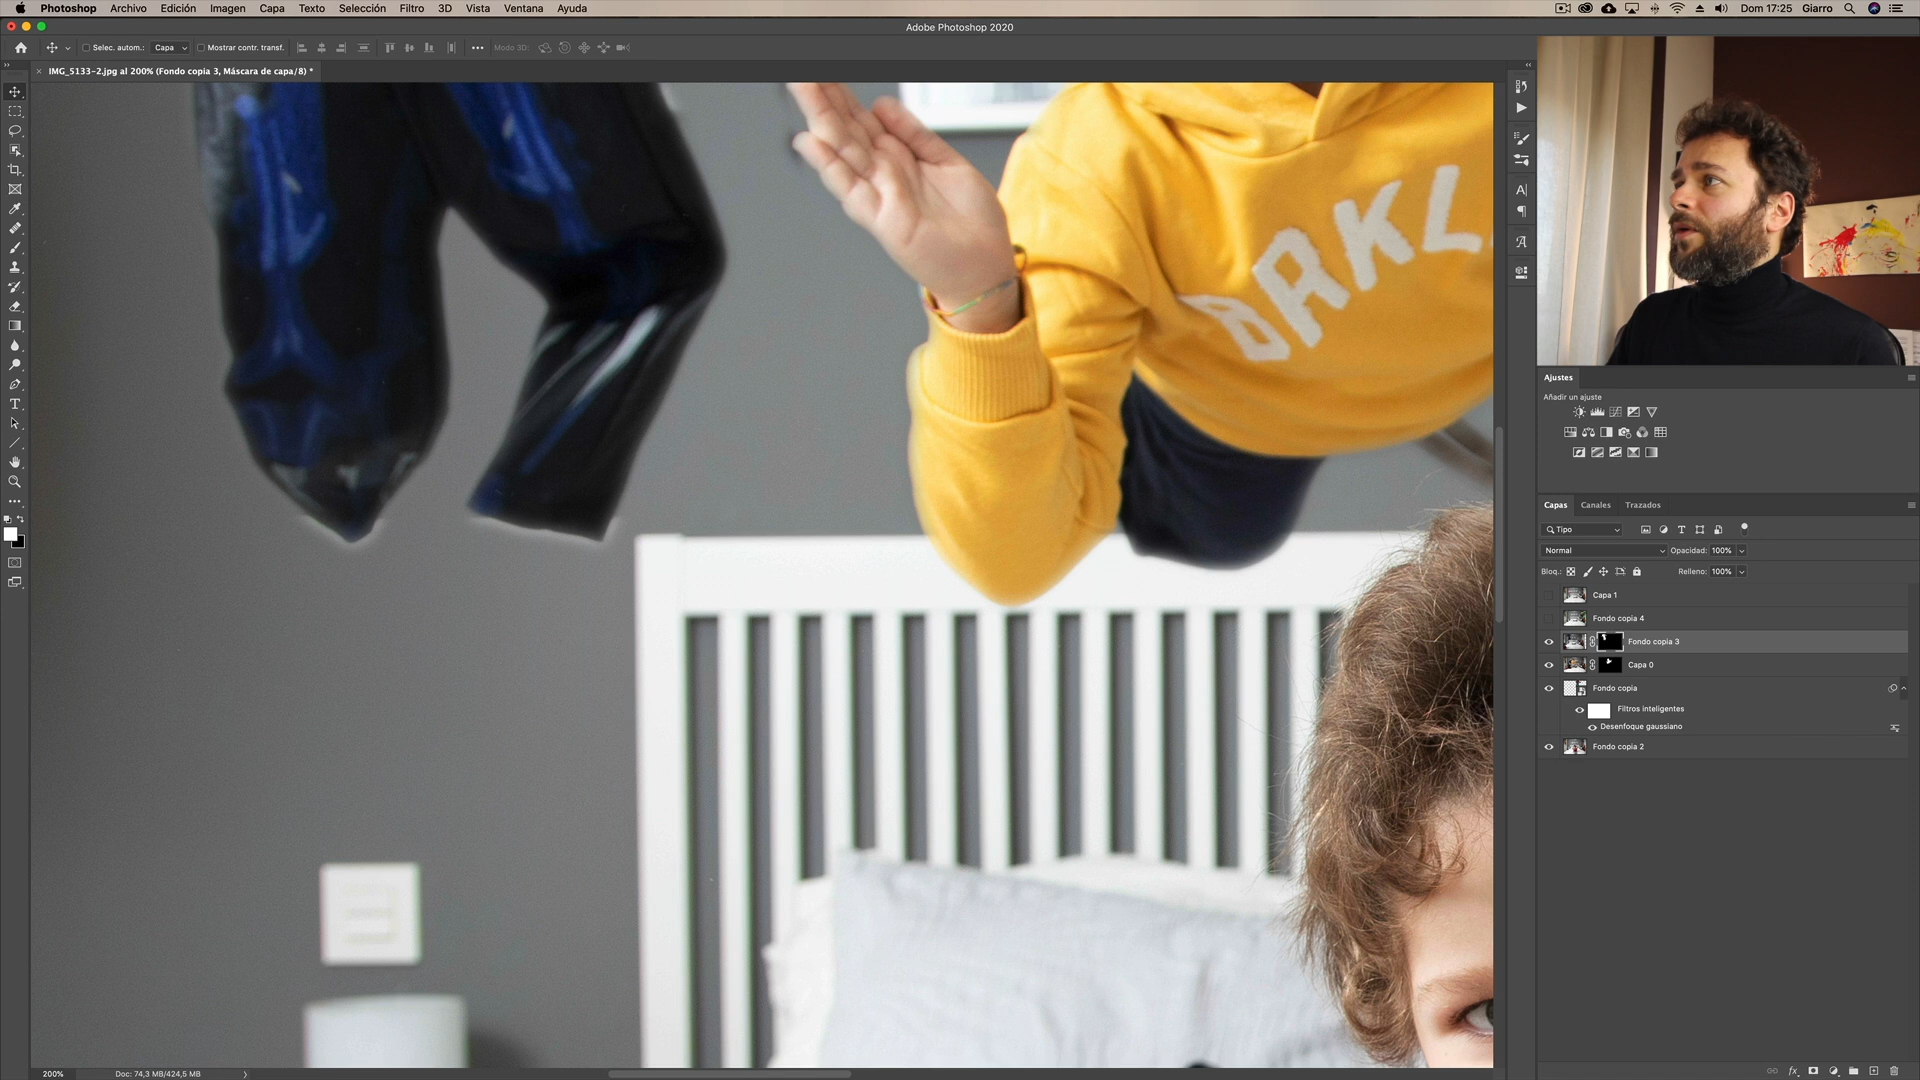 Photoshop Archivo Edición Imagen Capa Texto Selección Filtro 3D Vista Ventana Ayuda Dom 17:25 Giarro
Adobe Photoshop 2020
Selec. autom.: Capa Mostrar contr. transf. Modo 3D:
IMG_5133-2.jpg al 200% (Fondo copia 3, Máscara de capa/8) *
BRKL
Ajustes
Añadir un ajuste
Capas Canales Trazados
Tipo
Normal Opacidad: 100%
Bloq.: Relleno: 100%
Capa 1
Fondo copia 4
Fondo copia 3
Capa 0
Fondo copia
Filtros inteligentes
Desenfoque gaussiano
Fondo copia 2
200% Doc: 74,3 MB/424,5 MB